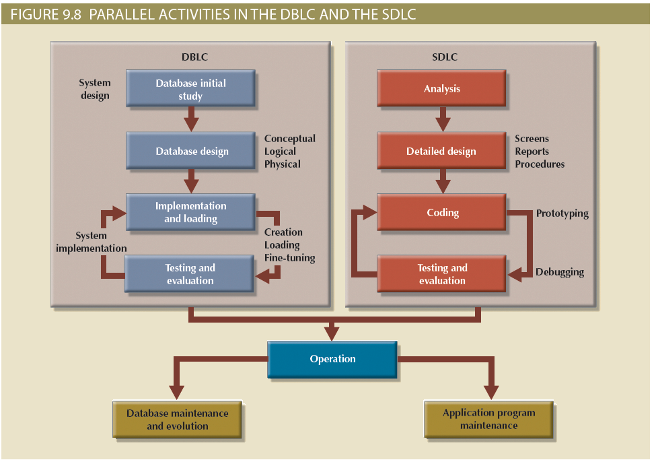 FIGURE 9.8 PARALLEL ACTIVITIES IN THE DBLC AND THE SDLC
DBLC
System
design
Database initial
study
Database design
Conceptual
Logical
Physical
Implementation
and loading
System
implementation
Creation
Loading
Fine-tuning
Testing and
evaluation
SDLC
Analysis
Detailed design
Screens
Reports
Procedures
Coding
Prototyping
Testing and
evaluation
Debugging
Operation
Database maintenance
and evolution
Application program
maintenance